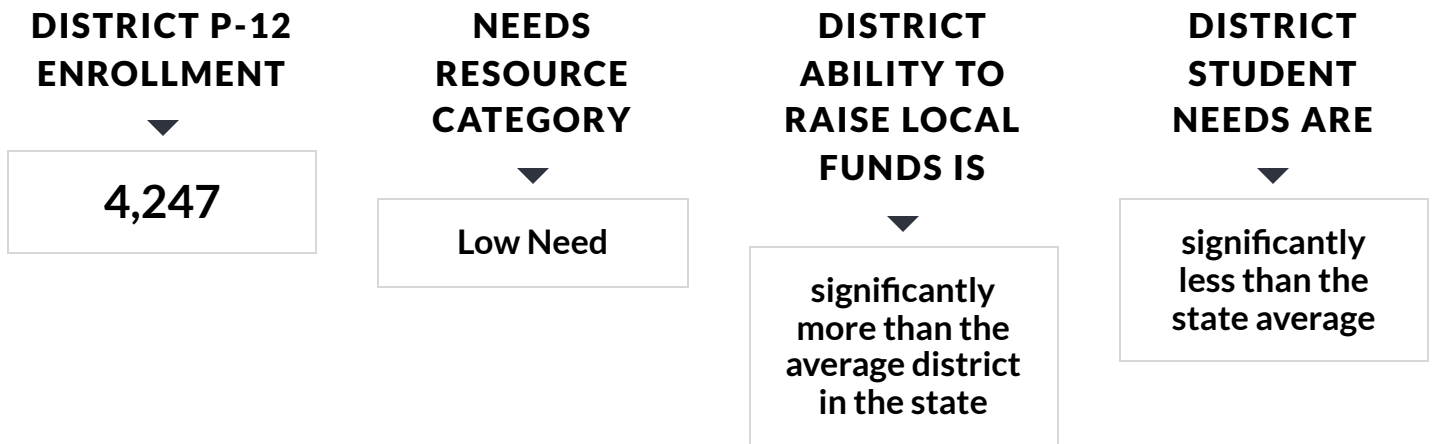 DISTRICT P-12
ENROLLMENT
4,247
NEEDS
RESOURCE
CATEGORY
Low Need
DISTRICT
ABILITY TO
RAISE LOCAL
FUNDS IS
significantly
more than the
average district
in the state
DISTRICT
STUDENT
NEEDS ARE
significantly
less than the
state average